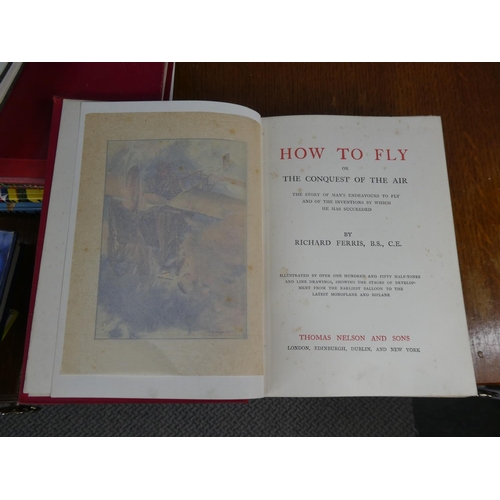 HOW TO FLY
OR
THE CONQUEST OF THE AIR
THE STORY OF MAN'S ENDEAVOURS TO FLY
AND OF THE INVENTIONS BY WHICH
HE HAS SUCCEEDED
BY
RICHARD FERRIS, B.S., C.E.
ILLUSTRATED BY OVER ONE HUNDRED AND FIFTY HALF-TONES
AND LINE DRAWINGS, SHOWING THE STAGES OF DEVELOP-
MENT FROM THE EARLIEST BALLOON TO THE
LATEST MONOPLANE AND BIPLANE
THOMAS NELSON AND SONS
LONDON, EDINBURGH, DUBLIN, AND NEW YORK